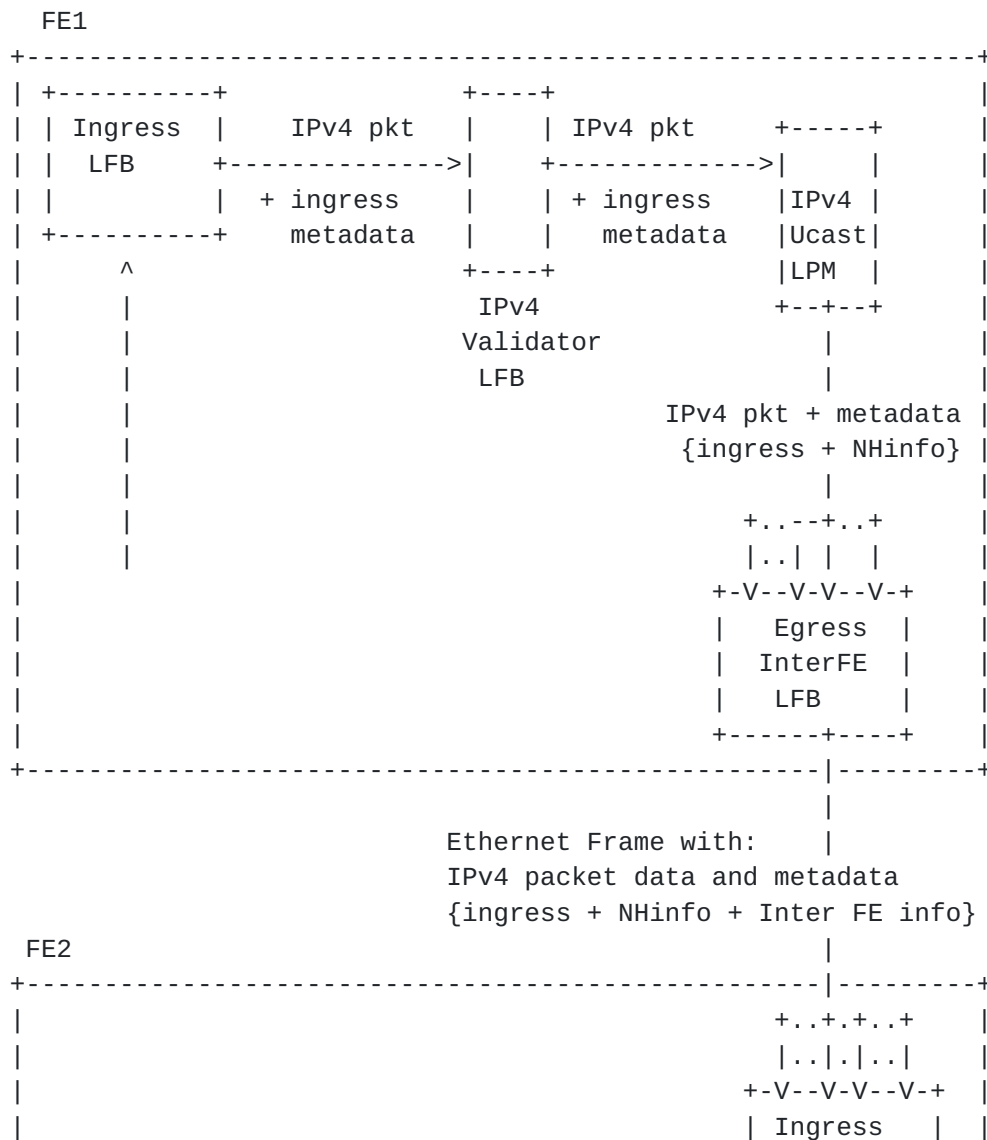 FE1
+-------------------------------------------------------------+
| +----------+               +----+                           |
| | Ingress  |    IPv4 pkt   |    | IPv4 pkt     +-----+      |
| |  LFB     +-------------->|    +------------->|     |      |
| |          |  + ingress    |    | + ingress    |IPv4 |      |
| +----------+    metadata   |    |   metadata   |Ucast|      |
|      ^                     +----+              |LPM  |      |
|      |                      IPv4               +--+--+      |
|      |                     Validator              |         |
|      |                      LFB                   |         |
|      |                                  IPv4 pkt + metadata |
|      |                                   {ingress + NHinfo} |
|      |                                            |         |
|      |                                       +..--+..+      |
|      |                                       |..| |  |      |
|                                            +-V--V-V--V-+    |
|                                            |   Egress  |    |
|                                            |  InterFE  |    |
|                                            |   LFB     |    |
|                                            +------+----+    |
+---------------------------------------------------|---------+
                                                    |
                            Ethernet Frame with:    |
                            IPv4 packet data and metadata
                            {ingress + NHinfo + Inter FE info}
 FE2                                                |
+---------------------------------------------------|---------+
|                                                +..+.+..+    |
|                                                |..|.|..|    |
|                                              +-V--V-V--V-+  |
|                                              | Ingress   |  |